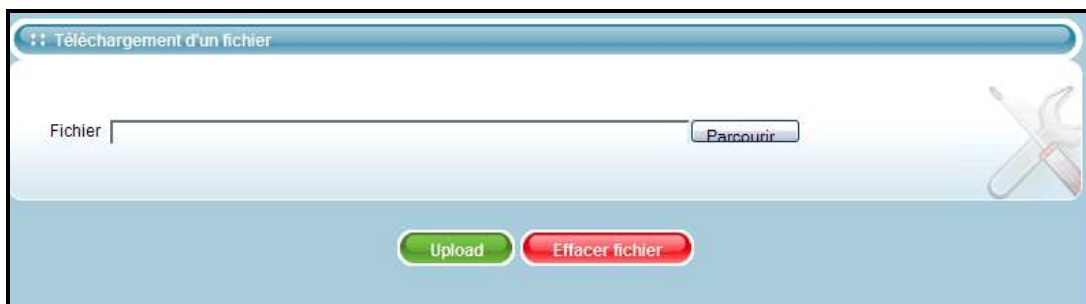 Téléchargement d'un fichier
Fichier
Parcourir
Upload
Effacer fichier